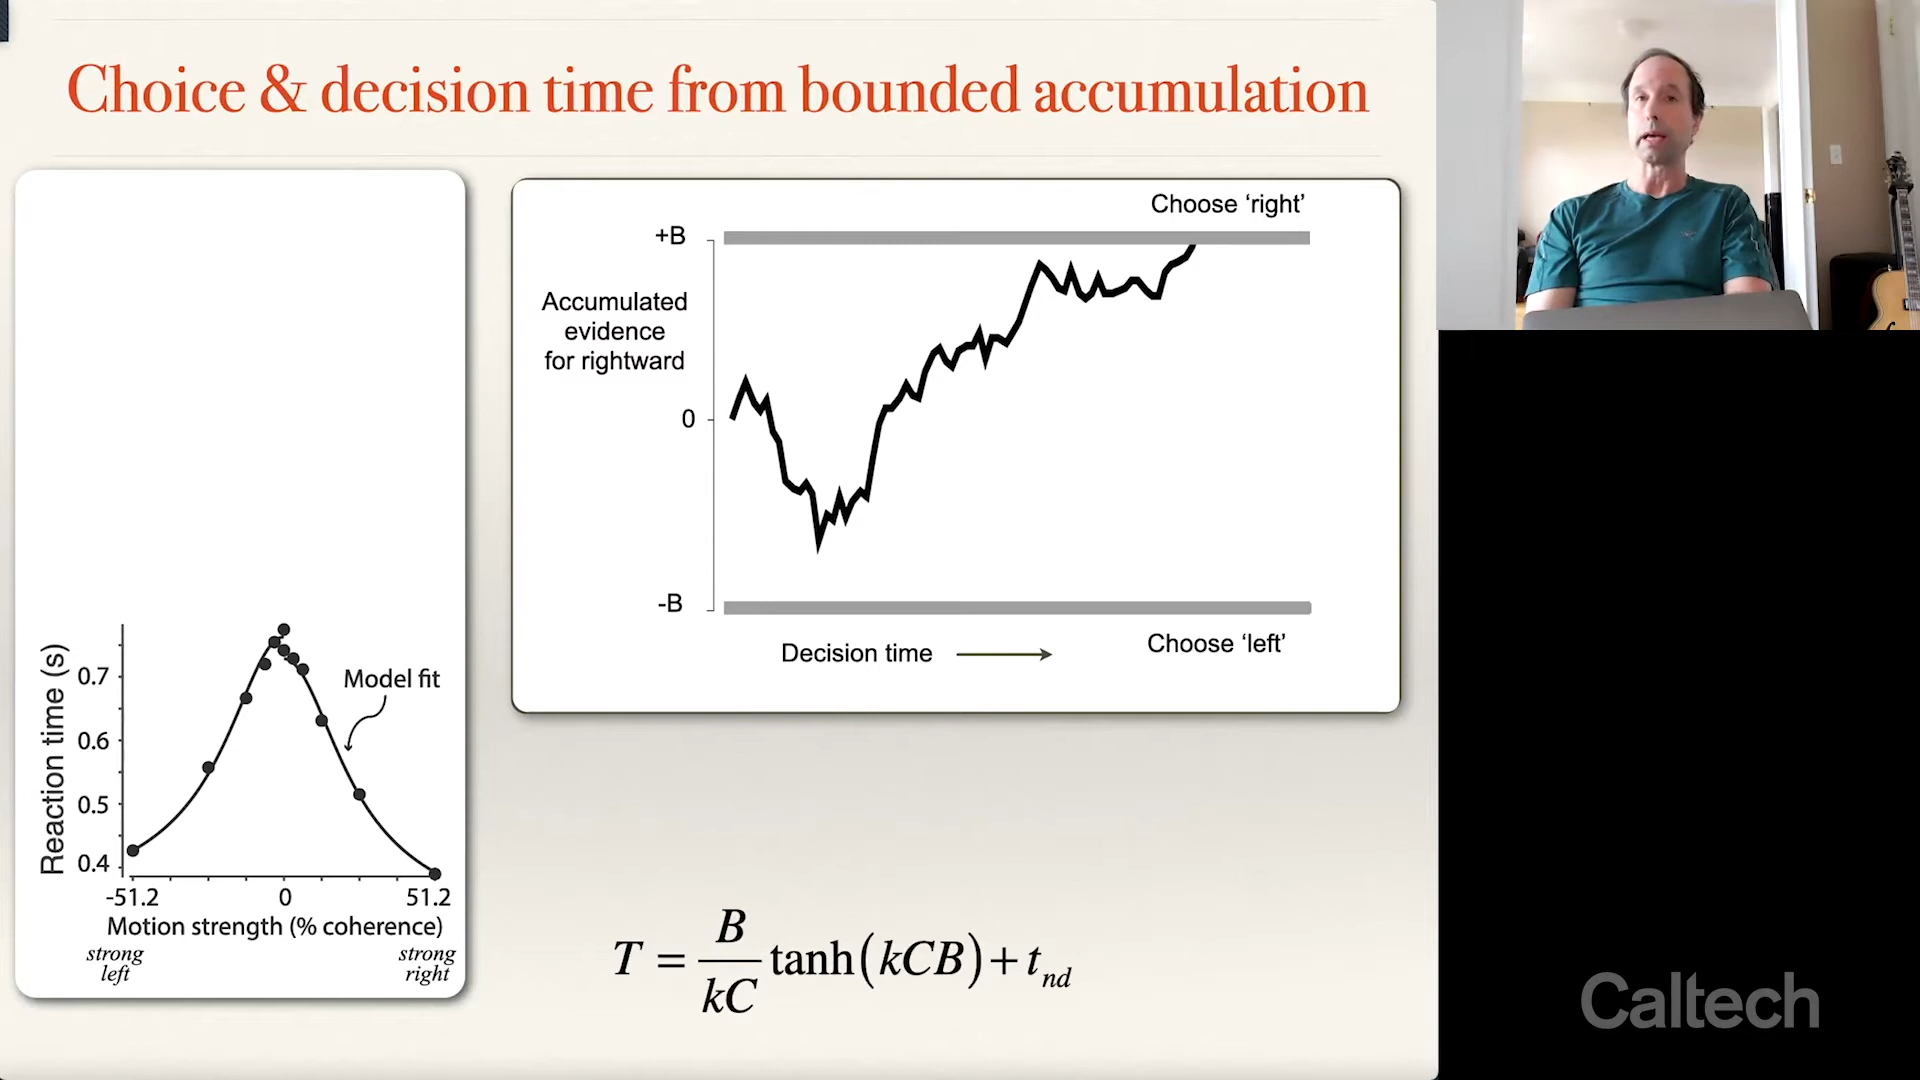 Choice & decision time from bounded accumulation
Choose ‘right’
+B
Accumulated
evidence
for rightward
0
-B
Decision time
Choose ‘left’
Reaction time (s)
0.7
0.6
0.5
0.4
Model fit
-51.2 0 51.2
Motion strength (% coherence)
strong left
strong right
T = B/kC tanh(kCB) + t_nd
Caltech